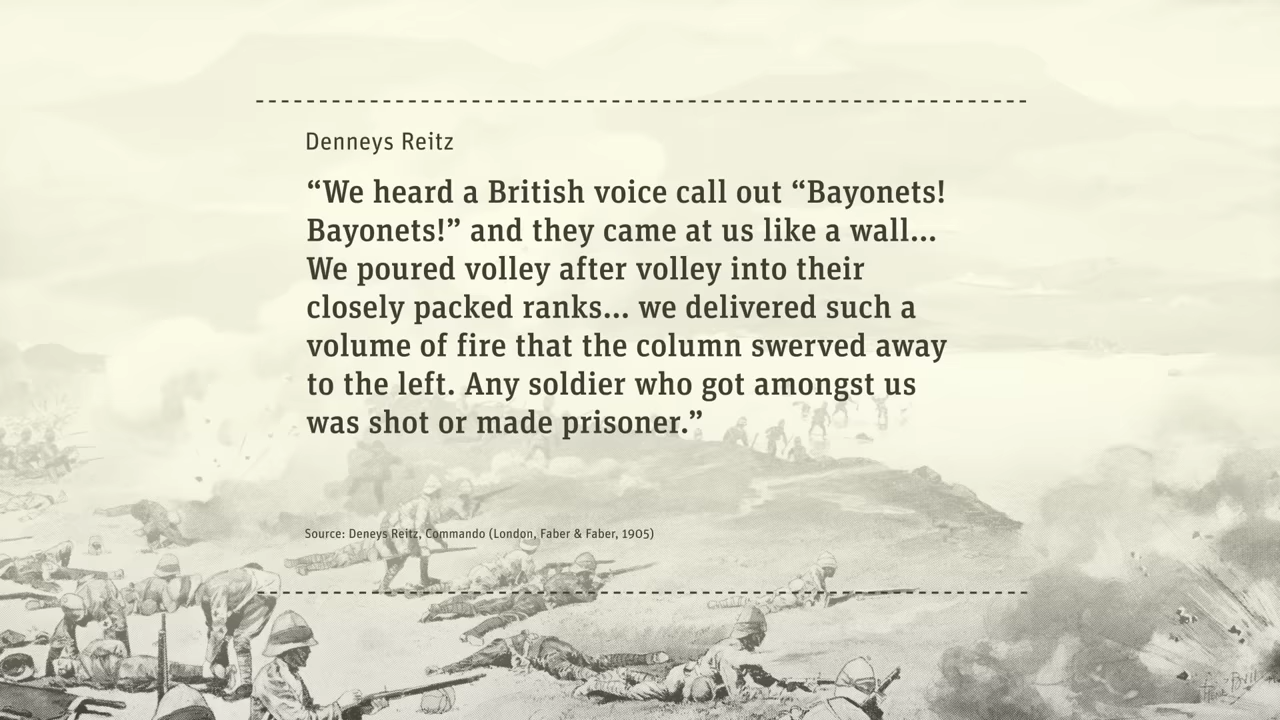 Denneys Reitz
“We heard a British voice call out “Bayonets!
Bayonets!” and they came at us like a wall...
We poured volley after volley into their
closely packed ranks... we delivered such a
volume of fire that the column swerved away
to the left. Any soldier who got amongst us
was shot or made prisoner.”
Source: Deneys Reitz, Commando (London, Faber & Faber, 1905)